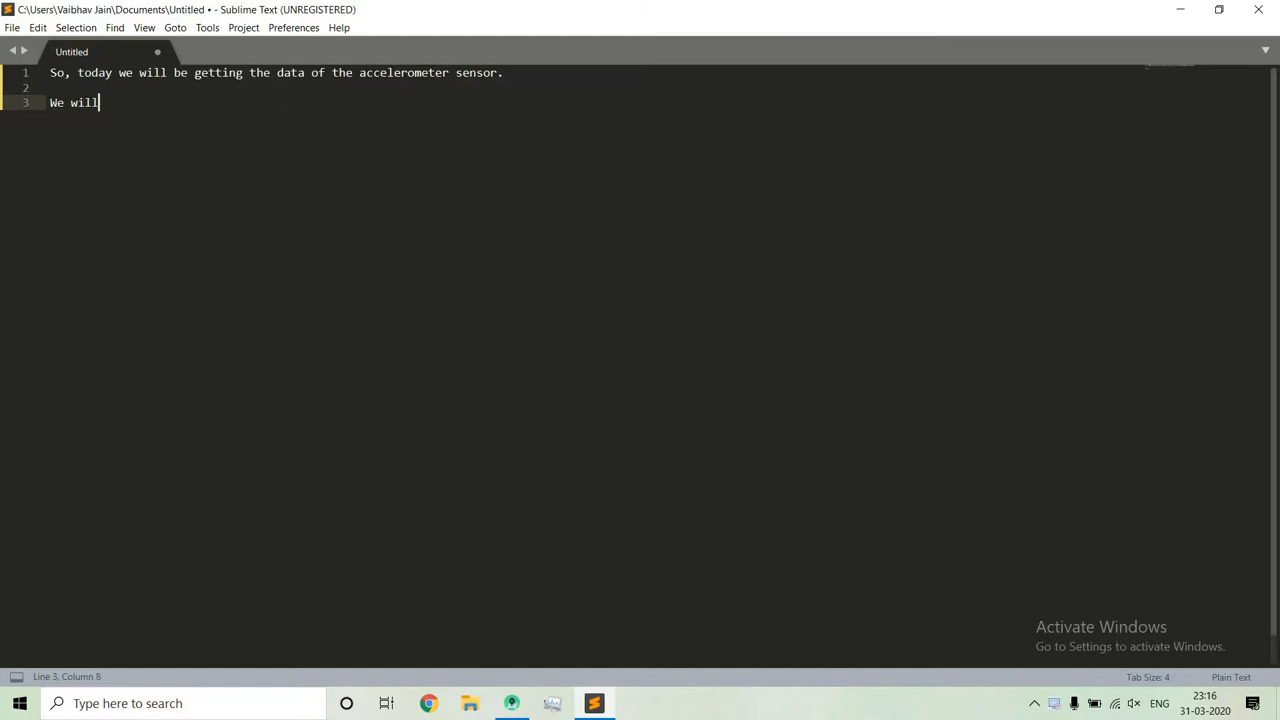 C:\Users\Vaibhav Jain\Documents\Untitled • - Sublime Text (UNREGISTERED)
File Edit Selection Find View Goto Tools Project Preferences Help
Untitled
1 So, today we will be getting the data of the accelerometer sensor.
2
3 We will
Activate Windows
Go to Settings to activate Windows.
Line 3, Column 8 Tab Size: 4 Plain Text
Type here to search ENG 23:16
31-03-2020